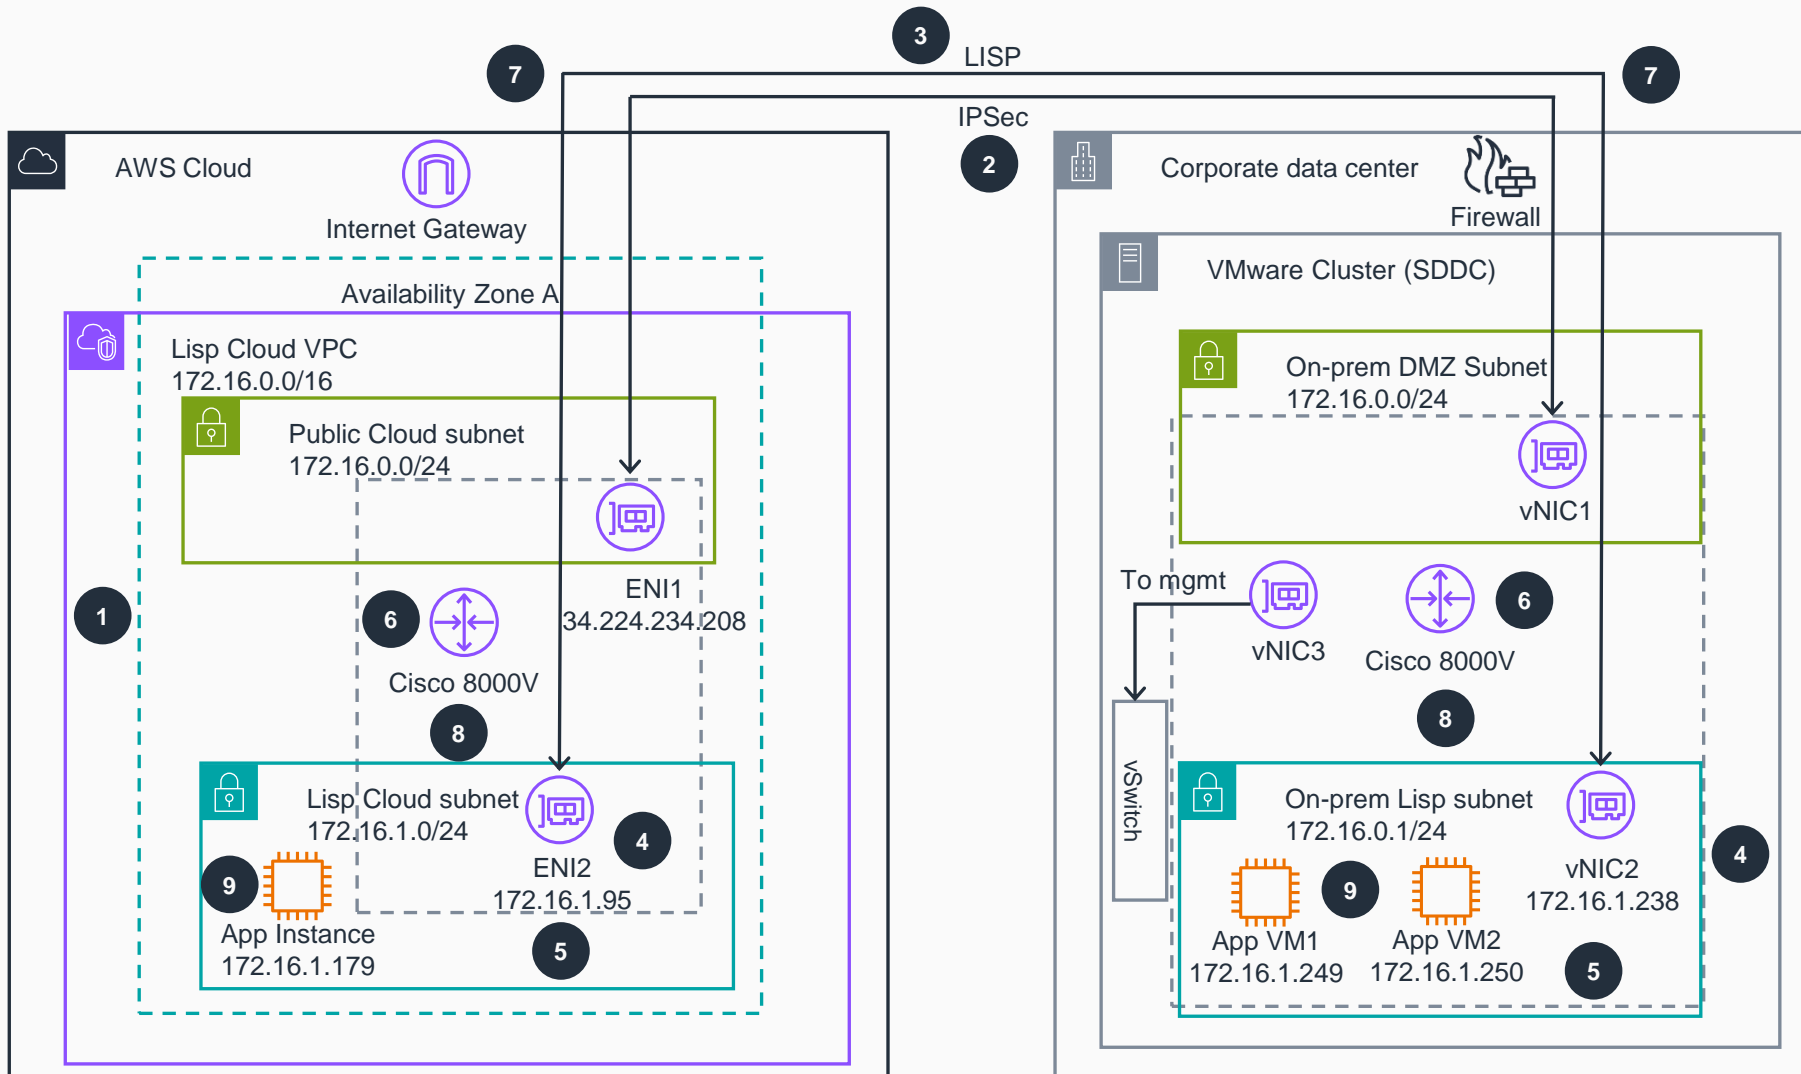 3
LISP
7
7
IPSec
2
AWS Cloud
Internet Gateway
Availability Zone A
Lisp Cloud VPC
172.16.0.0/16
Public Cloud subnet
172.16.0.0/24
ENI1
34.224.234.208
1
6
Cisco 8000V
8
Lisp Cloud subnet
172.16.1.0/24
4
ENI2
172.16.1.95
9
App Instance
172.16.1.179
5
Corporate data center
Firewall
VMware Cluster (SDDC)
On-prem DMZ Subnet
172.16.0.0/24
vNIC1
To mgmt
vNIC3
6
Cisco 8000V
8
vSwitch
On-prem Lisp subnet
172.16.0.1/24
4
vNIC2
172.16.1.238
9
App VM1
172.16.1.249
App VM2
172.16.1.250
5